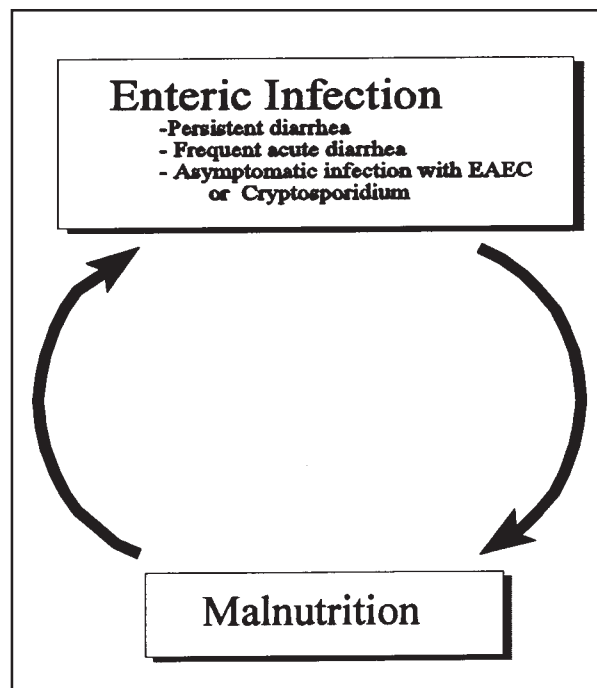 Enteric Infection
-Persistent diarrhea
- Frequent acute diarrhea
- Asymptomatic infection with EAEC
or Cryptosporidium
Malnutrition